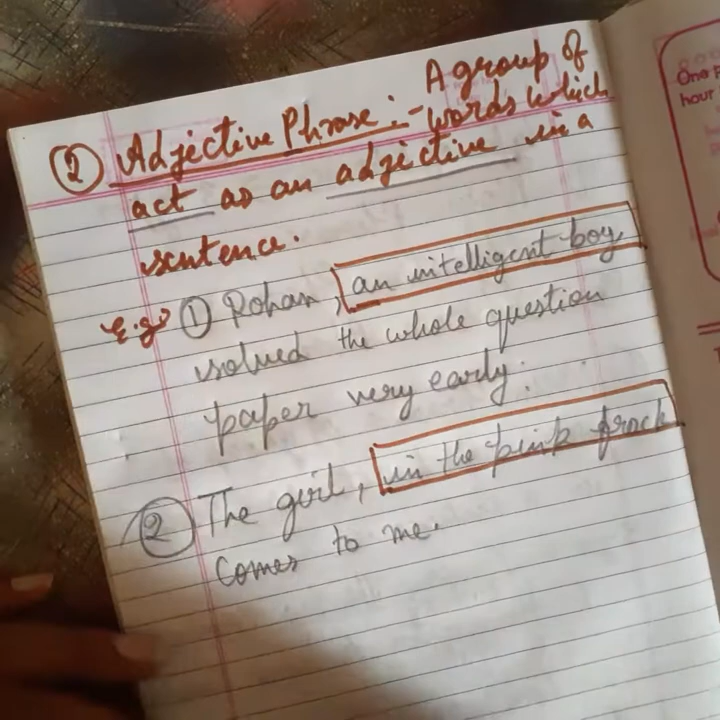 ② Adjective Phrase :- A group of
words which
act as an adjective in a
sentence.
e.g. ① Rohan, an intelligent boy
solved the whole question
paper very early.
② The girl, in the pink frock
comes to me.
One
hour